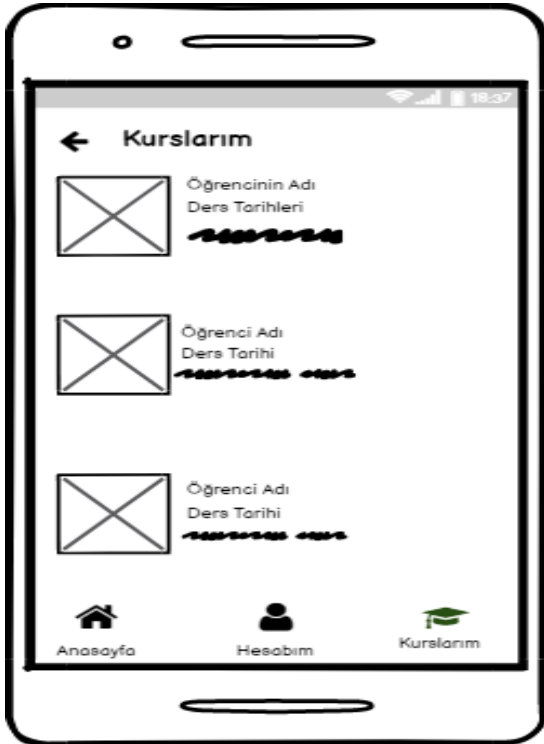 18:37
Kurslarım
Öğrencinin Adı
Ders Tarihleri
Öğrenci Adı
Ders Tarihi
Öğrenci Adı
Ders Tarihi
Anasayfa
Hesabım
Kurslarım